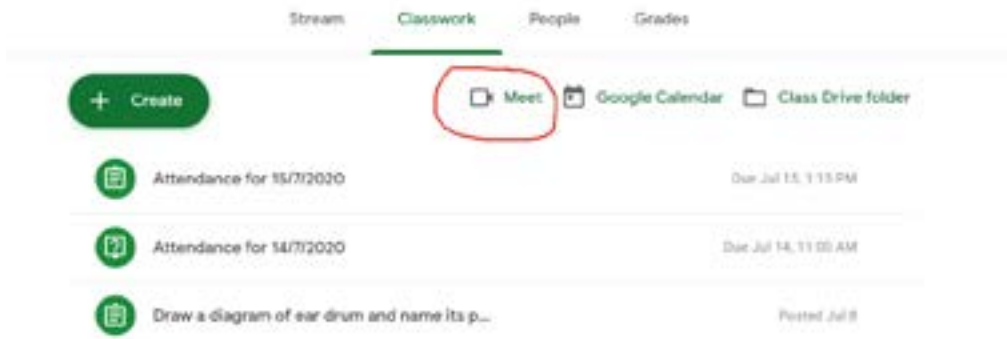 Stream Classwork People Grades
+ Create Meet Google Calendar Class Drive folder
Attendance for 15/7/2020 Due Jul 15, 1:15 PM
Attendance for 14/7/2020 Due Jul 14, 11:00 AM
Draw a diagram of ear drum and name its p... Posted Jul 8